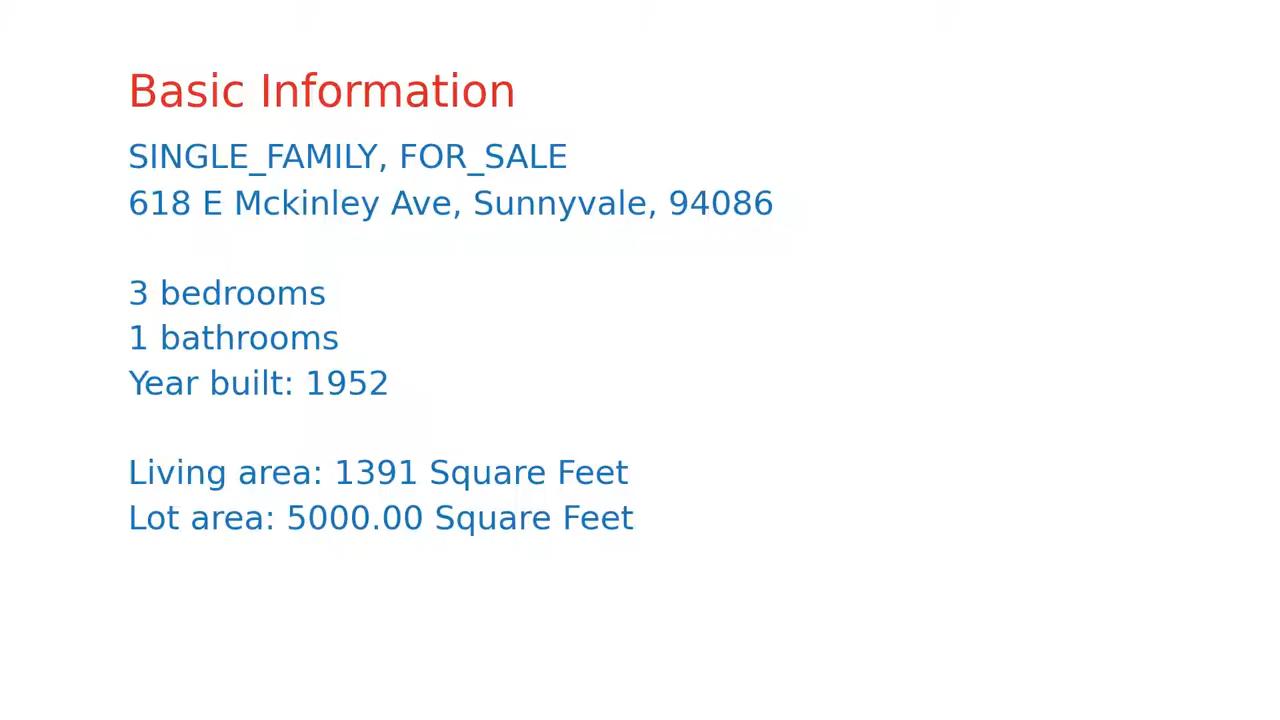 Basic Information
SINGLE_FAMILY, FOR_SALE
618 E Mckinley Ave, Sunnyvale, 94086
3 bedrooms
1 bathrooms
Year built: 1952
Living area: 1391 Square Feet
Lot area: 5000.00 Square Feet